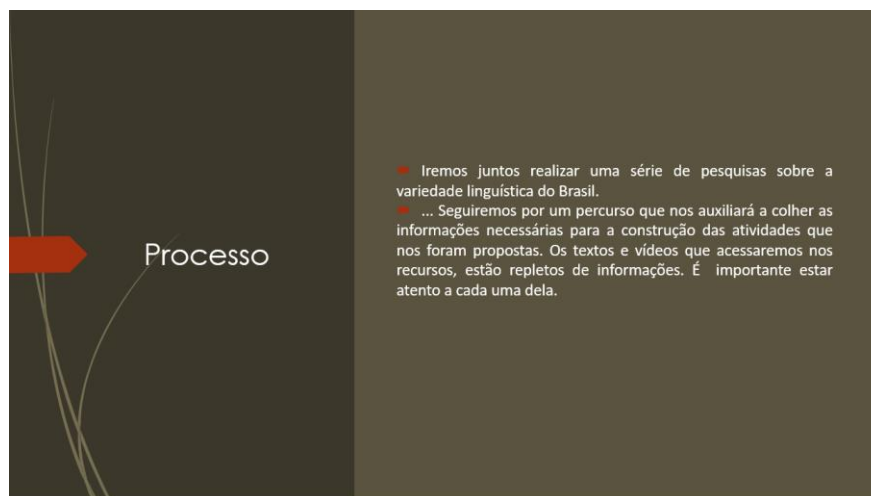 Processo
Iremos juntos realizar uma série de pesquisas sobre a
variedade linguística do Brasil.
... Seguiremos por um percurso que nos auxiliará a colher as
informações necessárias para a construção das atividades que
nos foram propostas. Os textos e vídeos que acessaremos nos
recursos, estão repletos de informações. É importante estar
atento a cada uma dela.